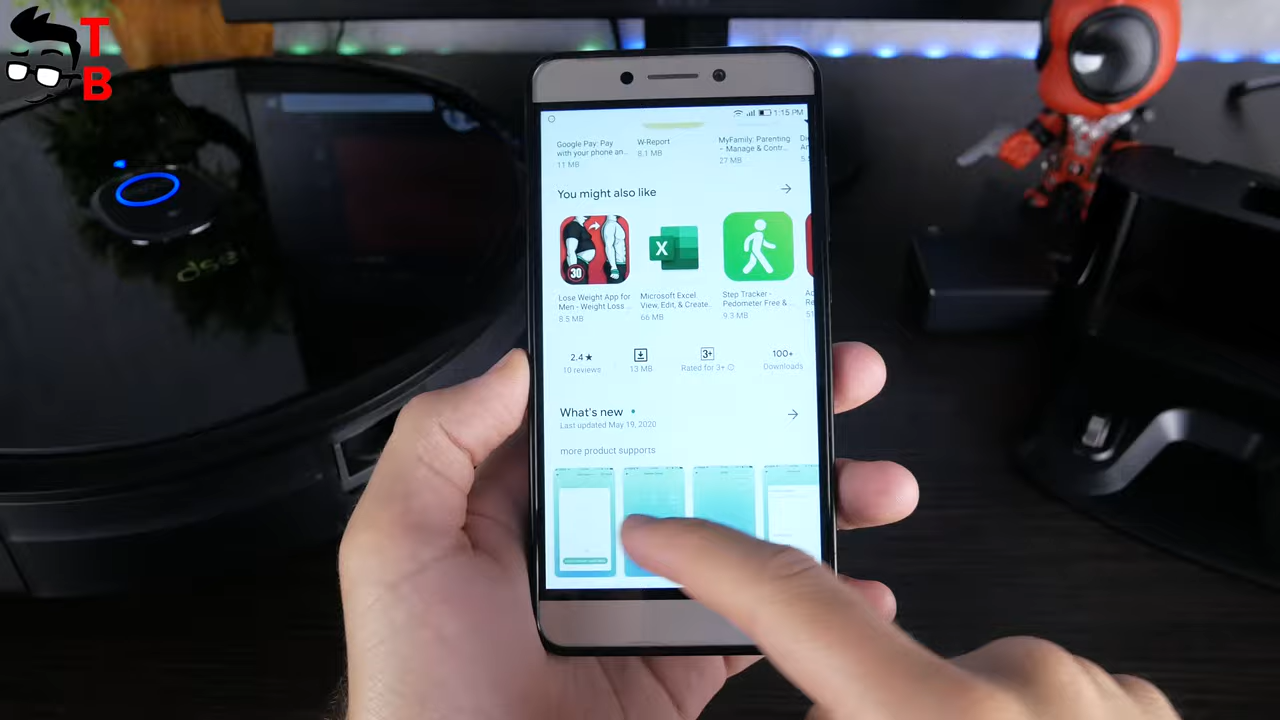 T
B
1:15 PM
Google Pay: Pay
with your phone an...
11 MB
W-Report
8.1 MB
MyFamily: Parenting
- Manage & Contr...
27 MB
You might also like
30
X
Lose Weight App for
Men - Weight Loss ...
8.5 MB
Microsoft Excel:
View, Edit, & Create...
66 MB
Step Tracker -
Pedometer Free & ...
9.3 MB
2.4★
10 reviews
13 MB
3+
Rated for 3+
100+
Downloads
What's new
Last updated May 19, 2020
more product supports